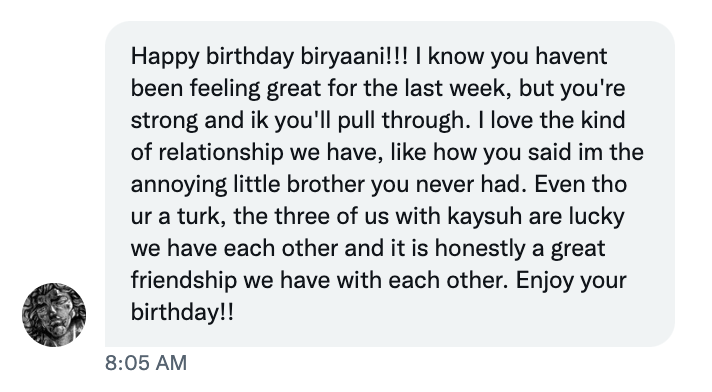 Happy birthday biryaani!!! I know you havent
been feeling great for the last week, but you're
strong and ik you'll pull through. I love the kind
of relationship we have, like how you said im the
annoying little brother you never had. Even tho
ur a turk, the three of us with kaysuh are lucky
we have each other and it is honestly a great
friendship we have with each other. Enjoy your
birthday!!
8:05 AM